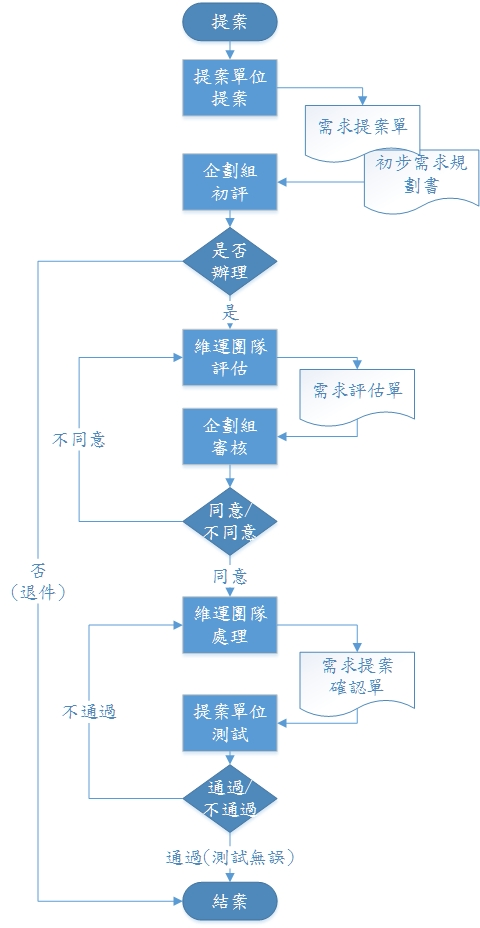 提案
提案單位
提案
需求提案單
初步需求規
劃書
企劃組
初評
是否
辦理
是
維運團隊
評估
需求評估單
企劃組
審核
不同意
同意/
不同意
否
(退件)
同意
維運團隊
處理
需求提案
確認單
不通過
提案單位
測試
通過/
不通過
通過(測試無誤)
結案